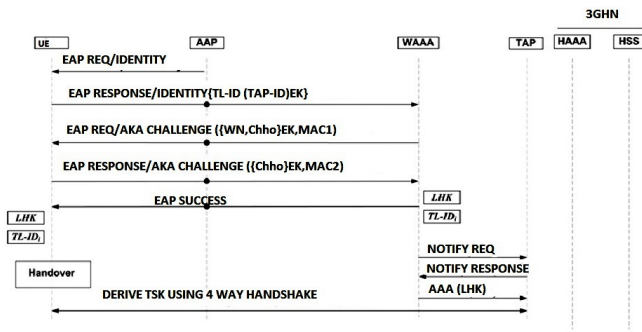 3GHN
UE AAP WAAA TAP HAAA HSS
EAP REQ/IDENTITY
EAP RESPONSE/IDENTITY{TL-ID (TAP-ID)EK}
EAP REQ/AKA CHALLENGE ({WN,Chho}EK,MAC1)
EAP RESPONSE/AKA CHALLENGE ({Chho}EK,MAC2)
EAP SUCCESS
LHK
TL-IDi
LHK
TL-IDi
NOTIFY REQ
NOTIFY RESPONSE
Handover
AAA (LHK)
DERIVE TSK USING 4 WAY HANDSHAKE